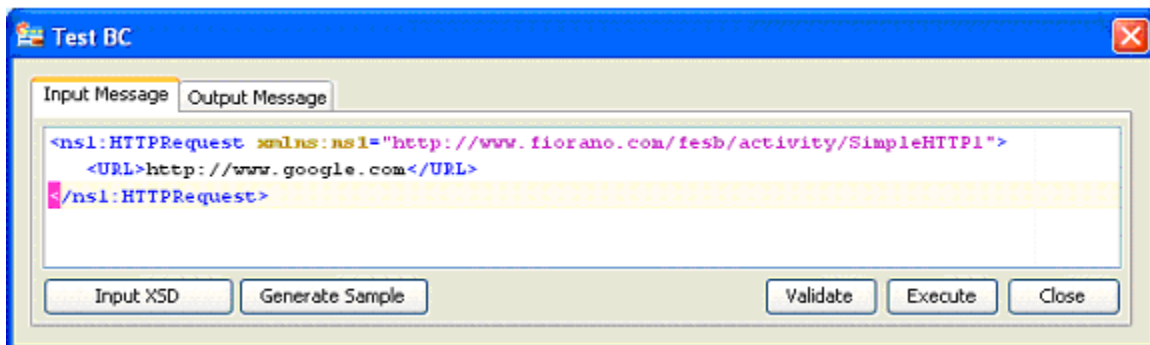 Test BC
Input Message Output Message
<ns1:HTTPRequest xmlns:ns1="http://www.fiorano.com/fesb/activity/SimpleHTTP1">
<URL>http://www.google.com</URL>
</ns1:HTTPRequest>
Input XSD Generate Sample Validate Execute Close